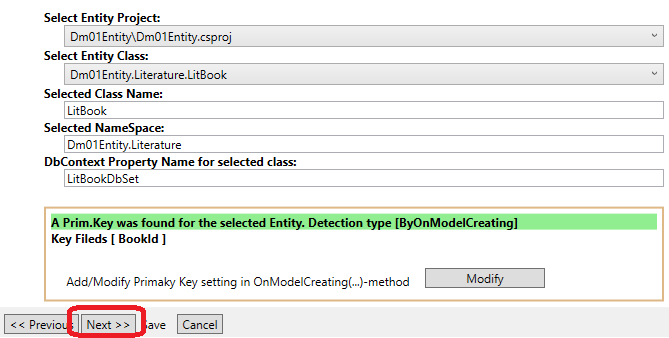 Select Entity Project:
Dm01Entity\Dm01Entity.csproj
Select Entity Class:
Dm01Entity.Literature.LitBook
Selected Class Name:
LitBook
Selected NameSpace:
Dm01Entity.Literature
DbContext Property Name for selected class:
LitBookDbSet
A Prim.Key was found for the selected Entity. Detection type [ByOnModelCreating]
Key Fileds [ BookId ]
Add/Modify Primaky Key setting in OnModelCreating(...)-method Modify
<< Previous Next >> Save Cancel